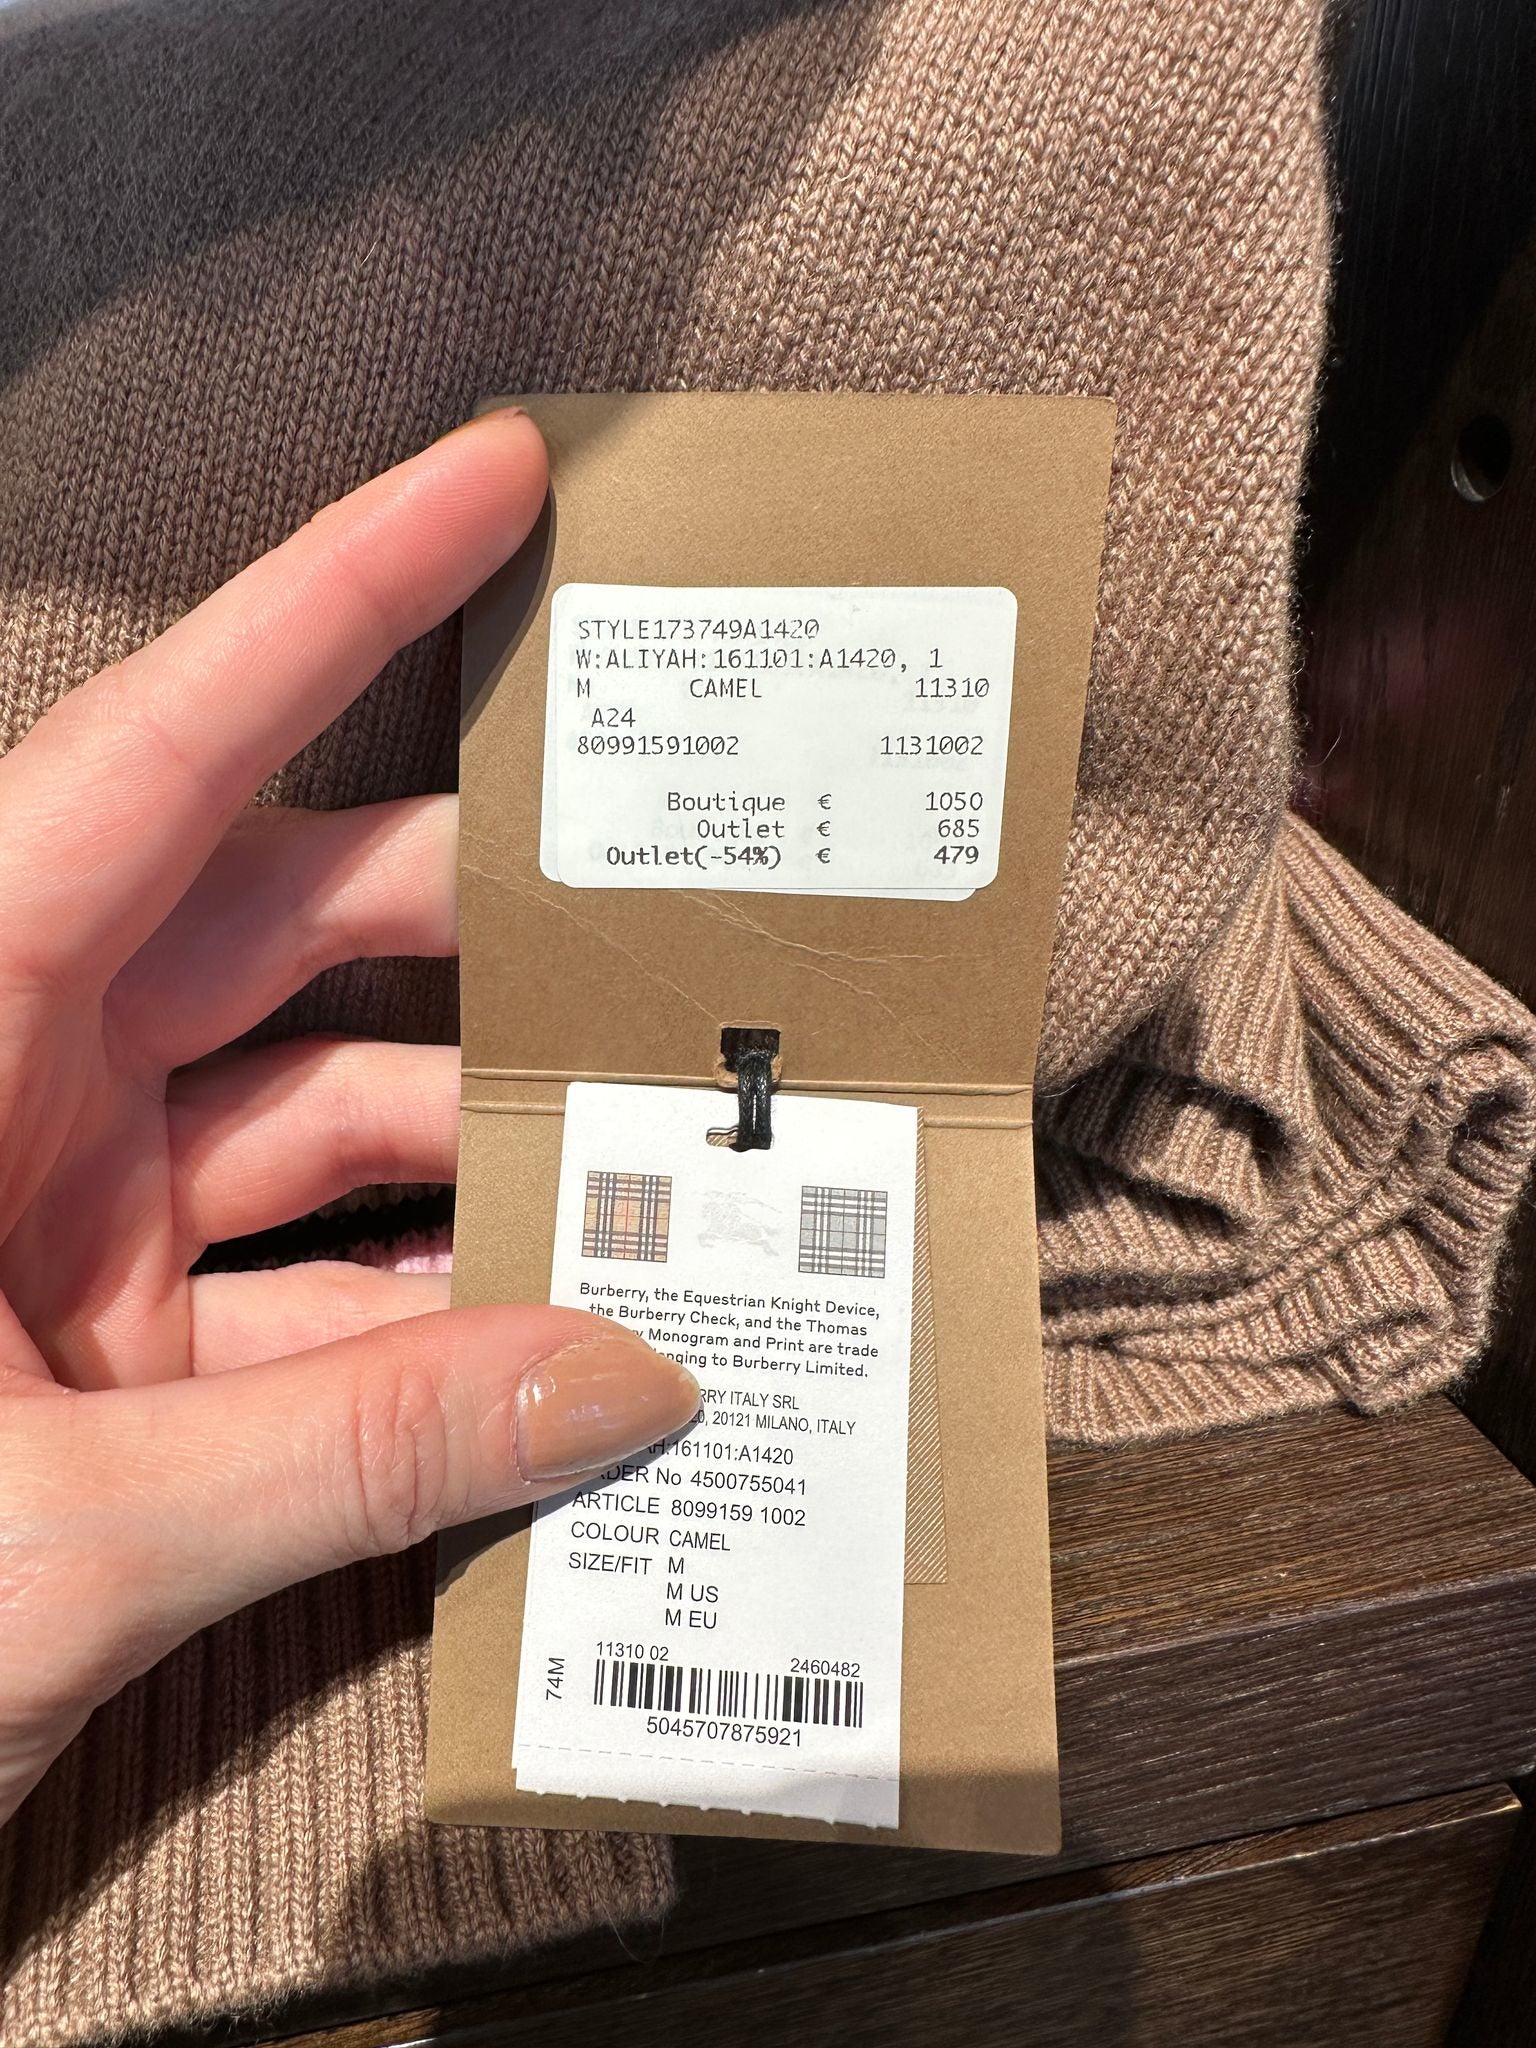 STYLE173749A1420
W:ALIYAH:161101:A1420, 1
M CAMEL 11310
A24
80991591002 1131002
Boutique € 1050
Outlet € 685
Outlet(-54%) € 479
Burberry, the Equestrian Knight Device,
the Burberry Check, and the Thomas
Monogram and Print are trade
to Burberry Limited.
ITALY SRL
20121 MILANO, ITALY
:161101:A1420
No 4500755041
ARTICLE 8099159 1002
COLOUR CAMEL
SIZE/FIT M
M US
M EU
11310 02 2460482
74M
5045707875921